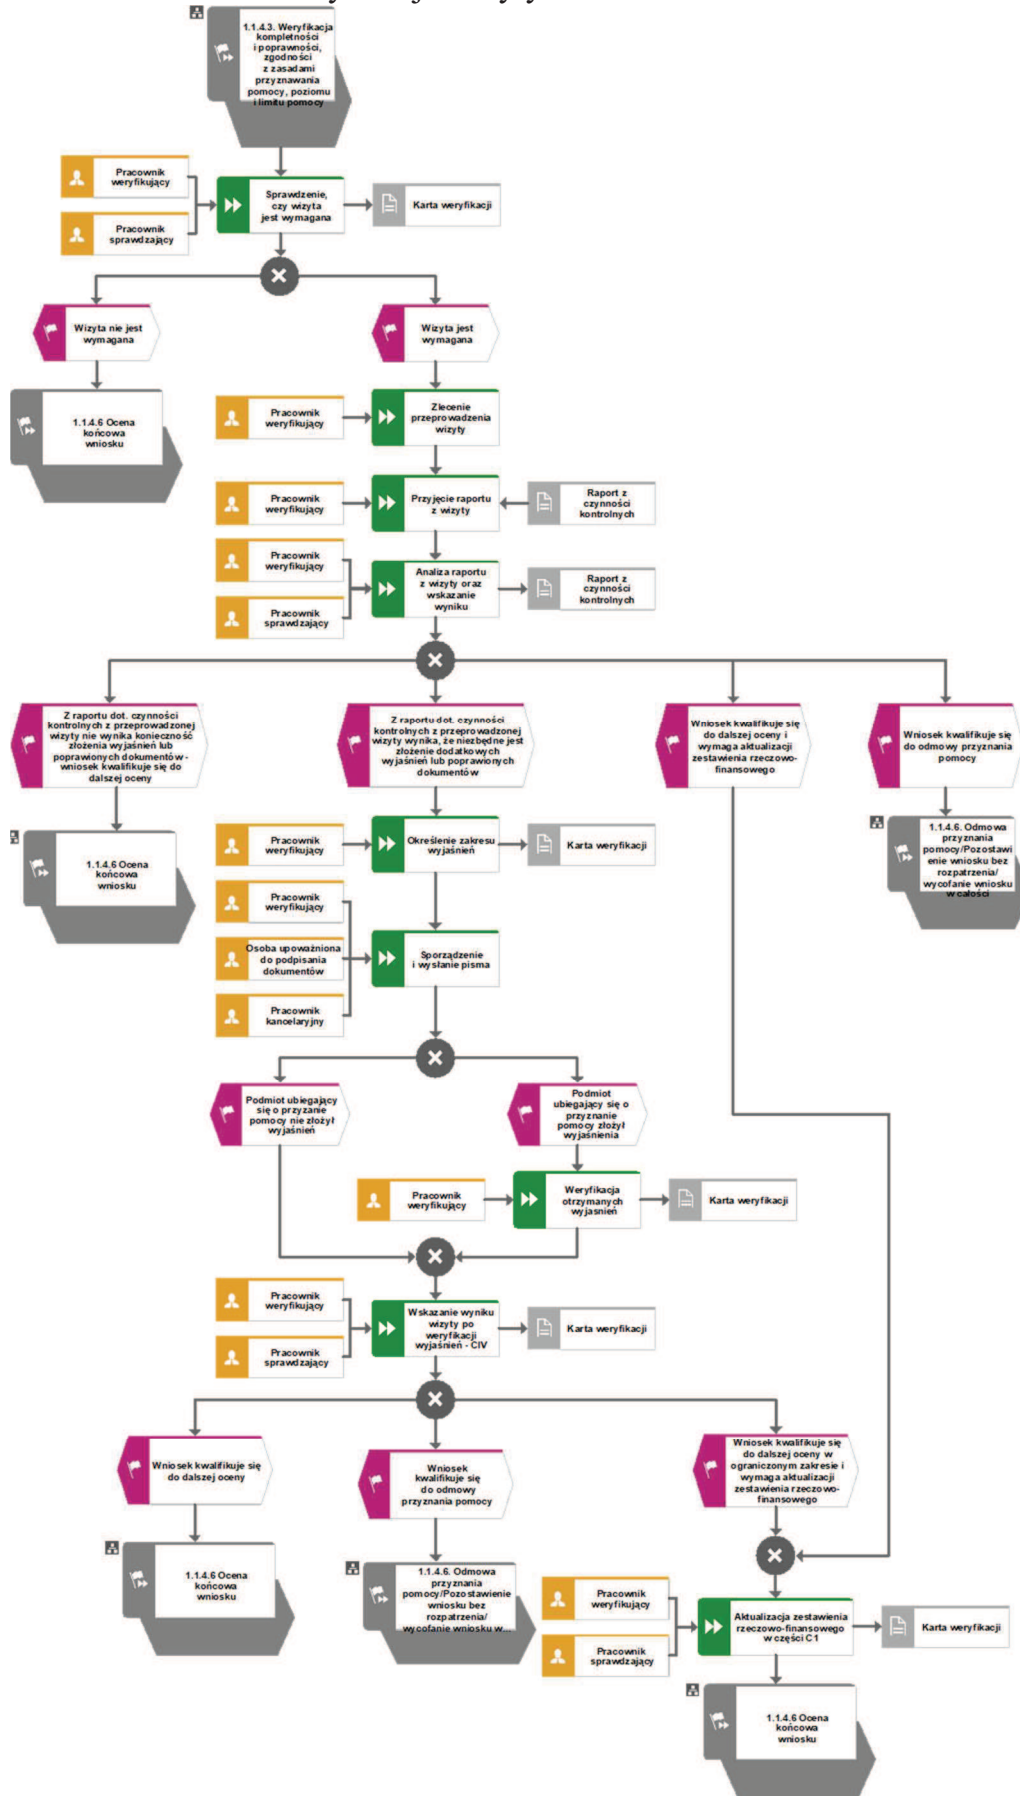 1.1.4.3. Weryfikacja
kompletności
i poprawności,
zgodności
z zasadami
przyznawania
pomocy, poziomu
i limitu pomocy
Pracownik
weryfikujący
Pracownik
sprawdzający
Sprawdzenie,
czy wizyta
jest wymagana
Karta weryfikacji
Wizyta nie jest
wymagana
Wizyta jest
wymagana
1.1.4.6 Ocena
końcowa
wniosku
Pracownik
weryfikujący
Zlecenie
przeprowadzenia
wizyty
Pracownik
weryfikujący
Przyjęcie raportu
z wizyty
Raport z
czynności
kontrolnych
Pracownik
weryfikujący
Pracownik
sprawdzający
Analiza raportu
z wizyty oraz
wskazanie
wyniku
Raport z
czynności
kontrolnych
Z raportu dot. czynności
kontrolnych z przeprowadzonej
wizyty nie wynika konieczność
złożenia wyjaśnień lub
poprawionych dokumentów -
wniosek kwalifikuje się do
dalszej oceny
Z raportu dot. czynności
kontrolnych z przeprowadzonej
wizyty wynika, że niezbędne jest
złożenie dodatkowych
wyjaśnień lub poprawionych
dokumentów
Wniosek kwalifikuje się
do dalszej oceny i
wymaga aktualizacji
zestawienia rzeczowo-
finansowego
Wniosek kwalifikuje się
do odmowy przyznania
pomocy
1.1.4.6 Ocena
końcowa
wniosku
Pracownik
weryfikujący
Określenie zakresu
wyjaśnień
Karta weryfikacji
1.1.4.6. Odmowa
przyznania
pomocy/Pozostawi
enie wniosku bez
rozpatrzenia/
wycofanie wniosku
w całości
Pracownik
weryfikujący
Osoba upoważniona
do podpisania
dokumentów
Pracownik
kancelaryjny
Sporządzenie
i wysłanie pisma
Podmiot ubiegający
się o przyzanie
pomocy nie złożył
wyjaśnień
Podmiot
ubiegający się o
przyznanie
pomocy złożył
wyjaśnienia
Pracownik
weryfikujący
Weryfikacja
otrzymanych
wyjasnień
Karta weryfikacji
Pracownik
weryfikujący
Pracownik
sprawdzający
Wskazanie wyniku
wizyty po
weryfikacji
wyjaśnień - CIV
Karta weryfikacji
Wniosek kwalifikuje się
do dalszej oceny
Wniosek
kwalifikuje się
do odmowy
przyznania pomocy
Wniosek kwalifikuje się
do dalszej oceny w
ograniczonym zakresie i
wymaga aktualizacji
zestawienia rzeczowo-
finansowego
1.1.4.6 Ocena
końcowa
wniosku
1.1.4.6. Odmowa
przyznania
pomocy/Pozostawienie
wniosku bez
rozpatrzenia/
wycofanie wniosku w...
Pracownik
weryfikujący
Pracownik
sprawdzający
Aktualizacja zestawienia
rzeczowo-finansowego
w części C1
Karta weryfikacji
1.1.4.6 Ocena
końcowa
wniosku